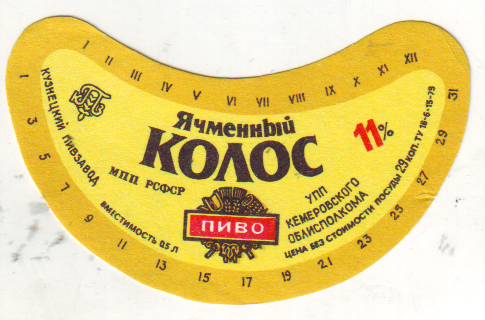 I II III IV V VI VII VIII IX X XI XII
КУЗНЕЦКИЙ ПИВЗАВОД
Ячменный
КОЛОС
11%
МПП РСФСР
ПИВО
УПП
КЕМЕРОВСКОГО
ОБЛИСПОЛКОМА
ВМЕСТИМОСТЬ 0,5 Л
ЦЕНА БЕЗ СТОИМОСТИ ПОСУДЫ 29 КОП. ТУ 18-6-15-79
1 3 5 7 9 11 13 15 17 19 21 23 25 27 29 31